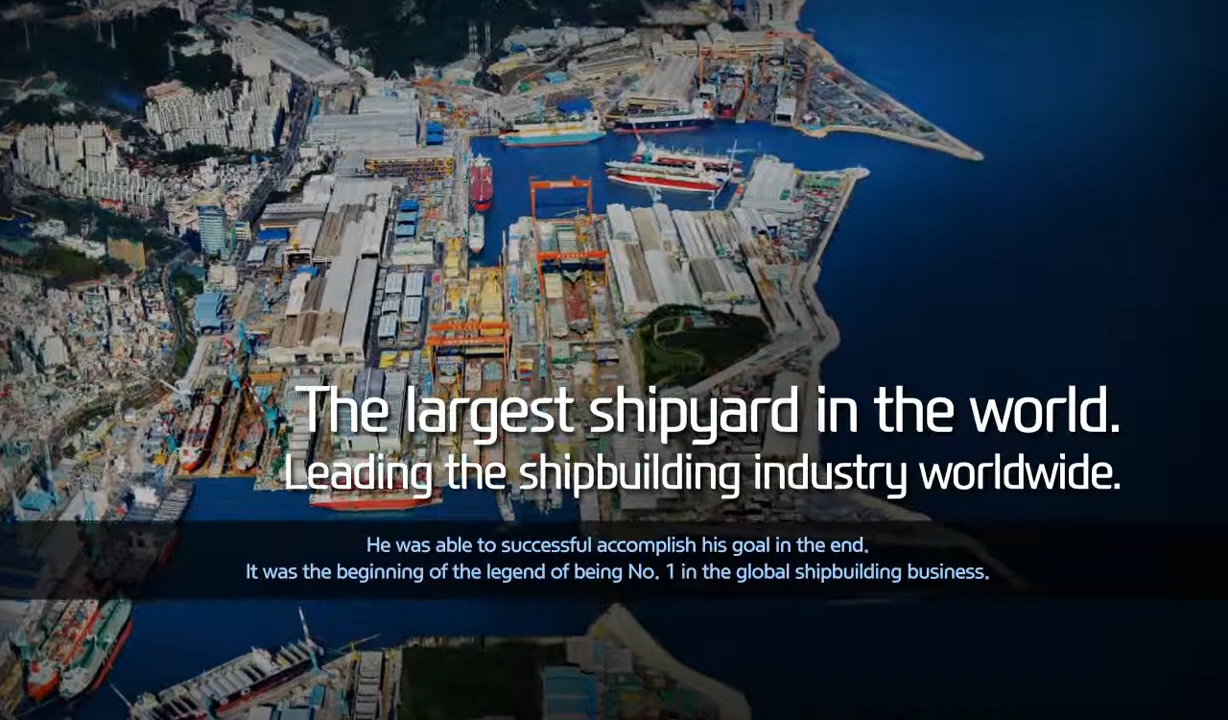 The largest shipyard in the world.
Leading the shipbuilding industry worldwide.
He was able to successful accomplish his goal in the end.
It was the beginning of the legend of being No. 1 in the global shipbuilding business.